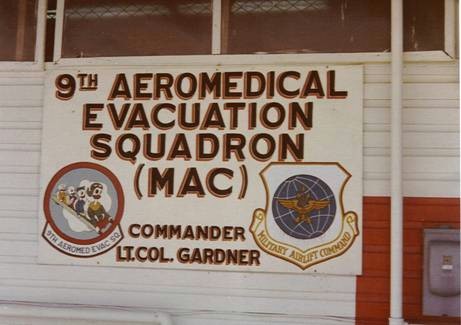 9TH AEROMEDICAL
EVACUATION
SQUADRON
(MAC)
COMMANDER
LT.COL. GARDNER
9TH AEROMED EVAC SQ
MILITARY AIRLIFT COMMAND